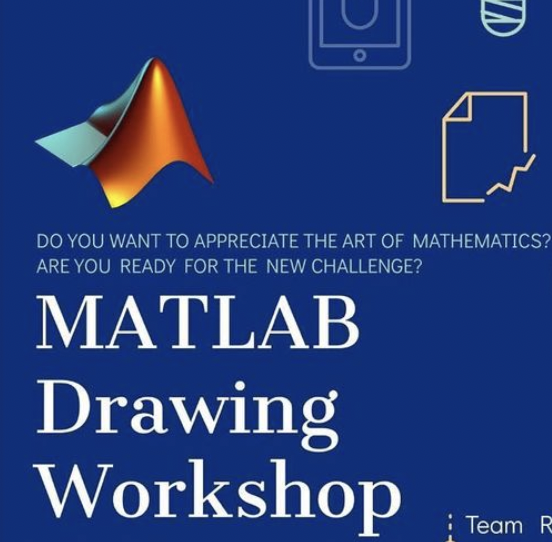 DO YOU WANT TO APPRECIATE THE ART OF MATHEMATICS?
ARE YOU READY FOR THE NEW CHALLENGE?
MATLAB
Drawing
Workshop
Team R